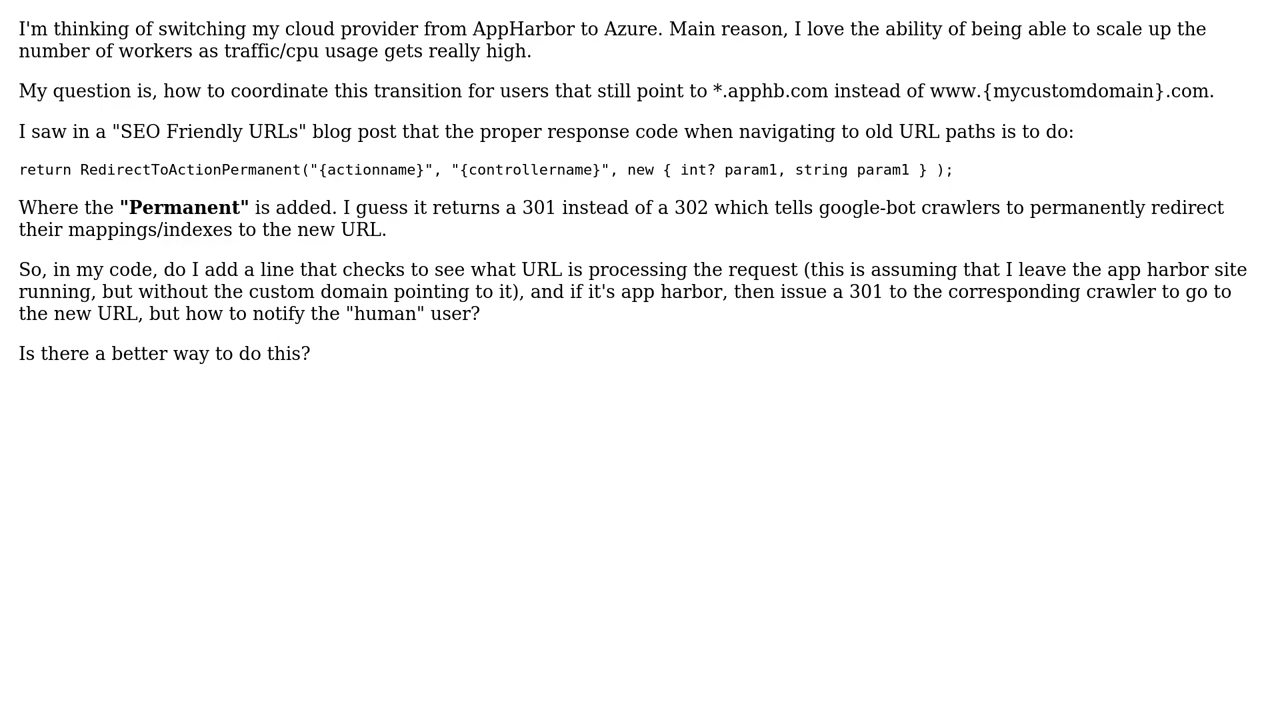 I'm thinking of switching my cloud provider from AppHarbor to Azure. Main reason, I love the ability of being able to scale up the
number of workers as traffic/cpu usage gets really high.
My question is, how to coordinate this transition for users that still point to *.apphb.com instead of www.{mycustomdomain}.com.
I saw in a "SEO Friendly URLs" blog post that the proper response code when navigating to old URL paths is to do:
return RedirectToActionPermanent("{actionname}", "{controllername}", new { int? param1, string param1 } );
Where the "Permanent" is added. I guess it returns a 301 instead of a 302 which tells google-bot crawlers to permanently redirect
their mappings/indexes to the new URL.
So, in my code, do I add a line that checks to see what URL is processing the request (this is assuming that I leave the app harbor site
running, but without the custom domain pointing to it), and if it's app harbor, then issue a 301 to the corresponding crawler to go to
the new URL, but how to notify the "human" user?
Is there a better way to do this?